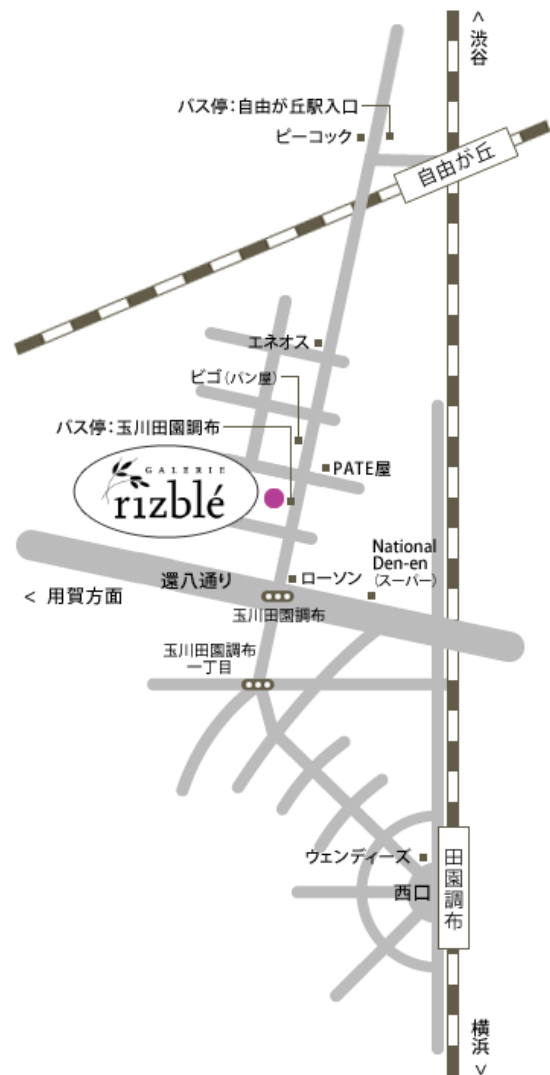 < 渋谷
バス停：自由が丘駅入口
ピーコック
自由が丘
エネオス
ビゴ（パン屋）
バス停：玉川田園調布
PATE屋
GALERIE
rizblé
National
Den-en
（スーパー）
還八通り
ローソン
< 用賀方面
玉川田園調布
玉川田園調布
一丁目
ウェンディーズ
田園調布
西口
横浜 >